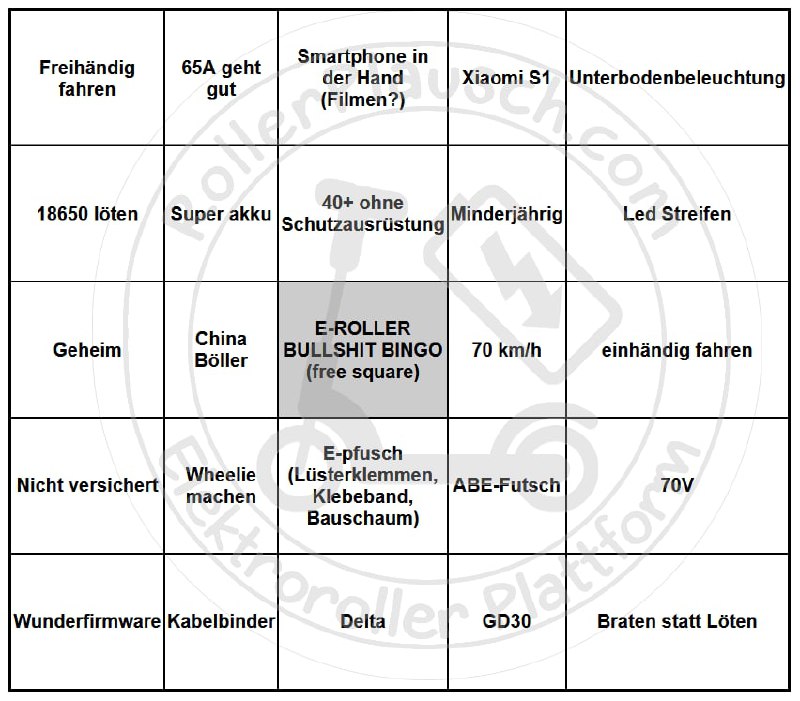 Freihändig
fahren
65A geht
gut
Smartphone in
der Hand
(Filmen?)
Xiaomi S1
Unterbodenbeleuchtung
18650 löten
Super akku
40+ ohne
Schutzausrüstung
Minderjährig
Led Streifen
Geheim
China
Böller
E-ROLLER
BULLSHIT BINGO
(free square)
70 km/h
einhändig fahren
Nicht versichert
Wheelie
machen
E-pfusch
(Lüsterklemmen,
Klebeband,
Bauschaum)
ABE-Futsch
70V
Wunderfirmware
Kabelbinder
Delta
GD30
Braten statt Löten
RollerPlausch.com
Elektroroller Plattform